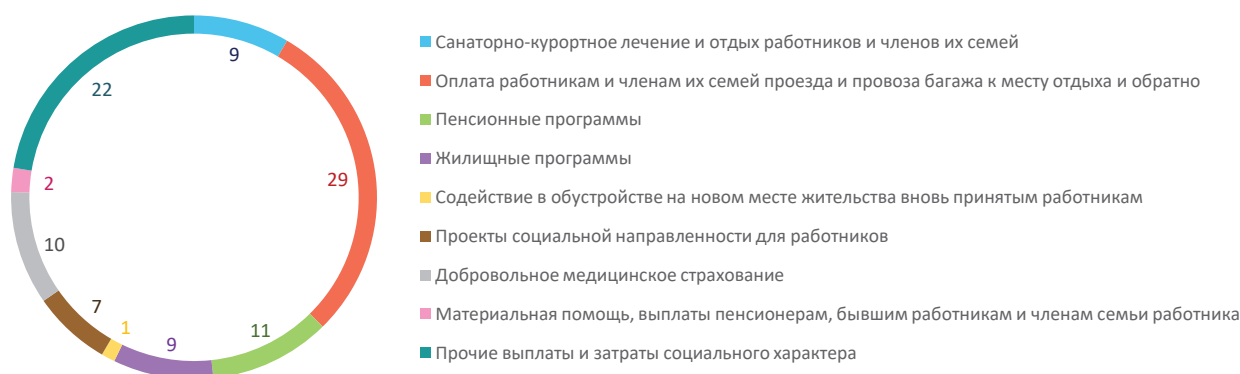 9
29
11
9
1
7
10
2
22
Санаторно-курортное лечение и отдых работников и членов их семей
Оплата работникам и членам их семей проезда и провоза багажа к месту отдыха и обратно
Пенсионные программы
Жилищные программы
Содействие в обустройстве на новом месте жительства вновь принятым работникам
Проекты социальной направленности для работников
Добровольное медицинское страхование
Материальная помощь, выплаты пенсионерам, бывшим работникам и членам семьи работника
Прочие выплаты и затраты социального характера